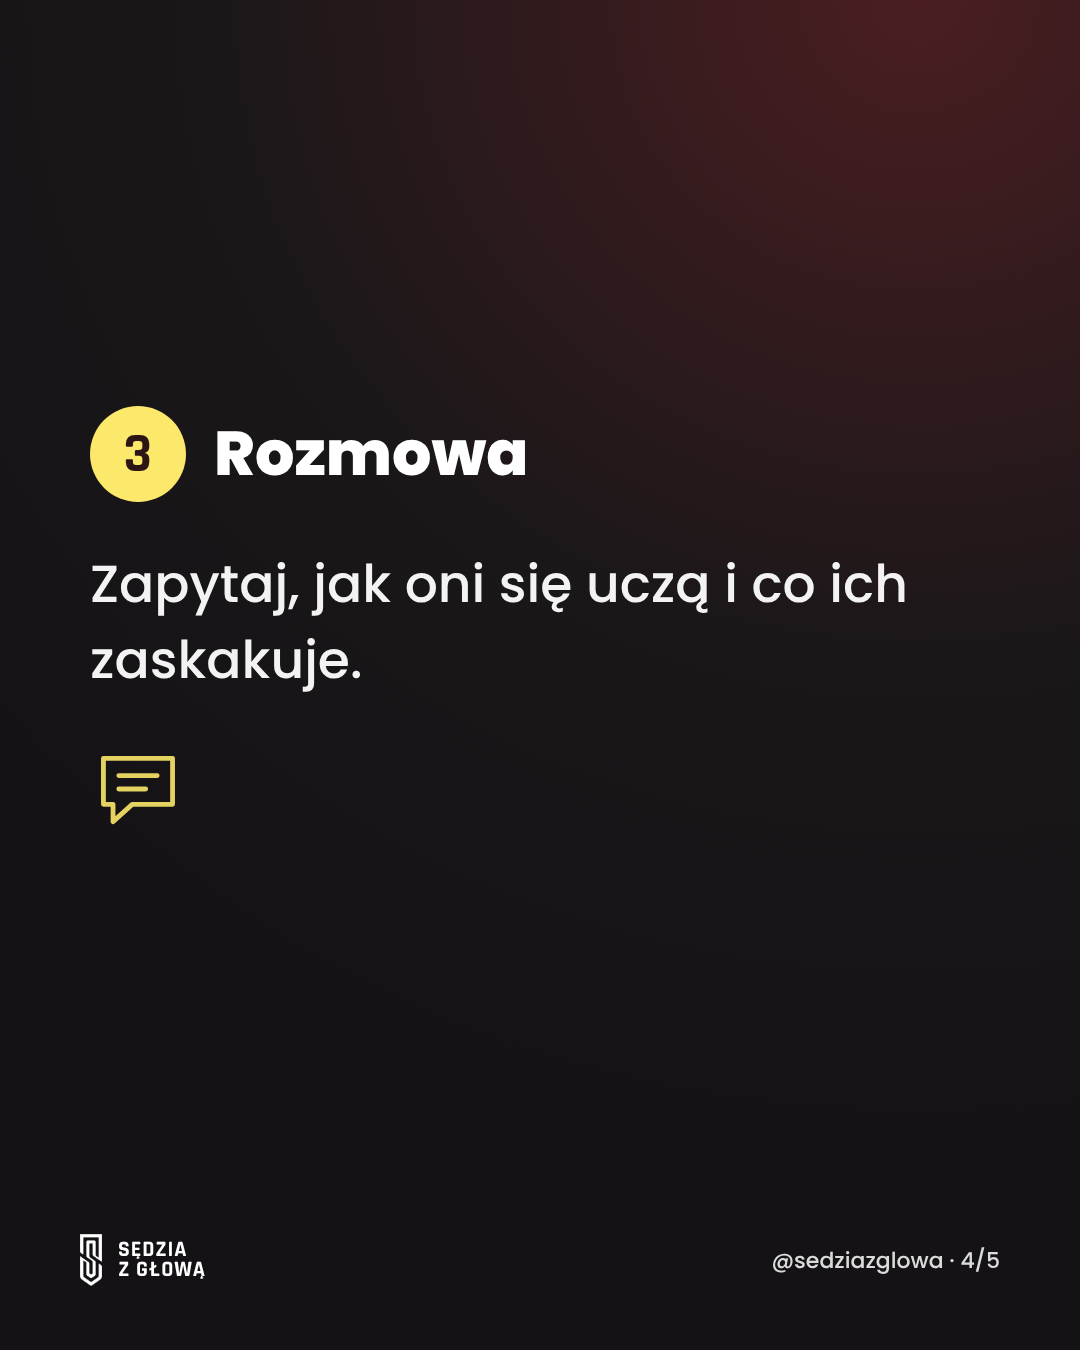 3 Rozmowa
Zapytaj, jak oni się uczą i co ich
zaskakuje.
SĘDZIA
Z GŁOWĄ
@sedziazglowa · 4/5